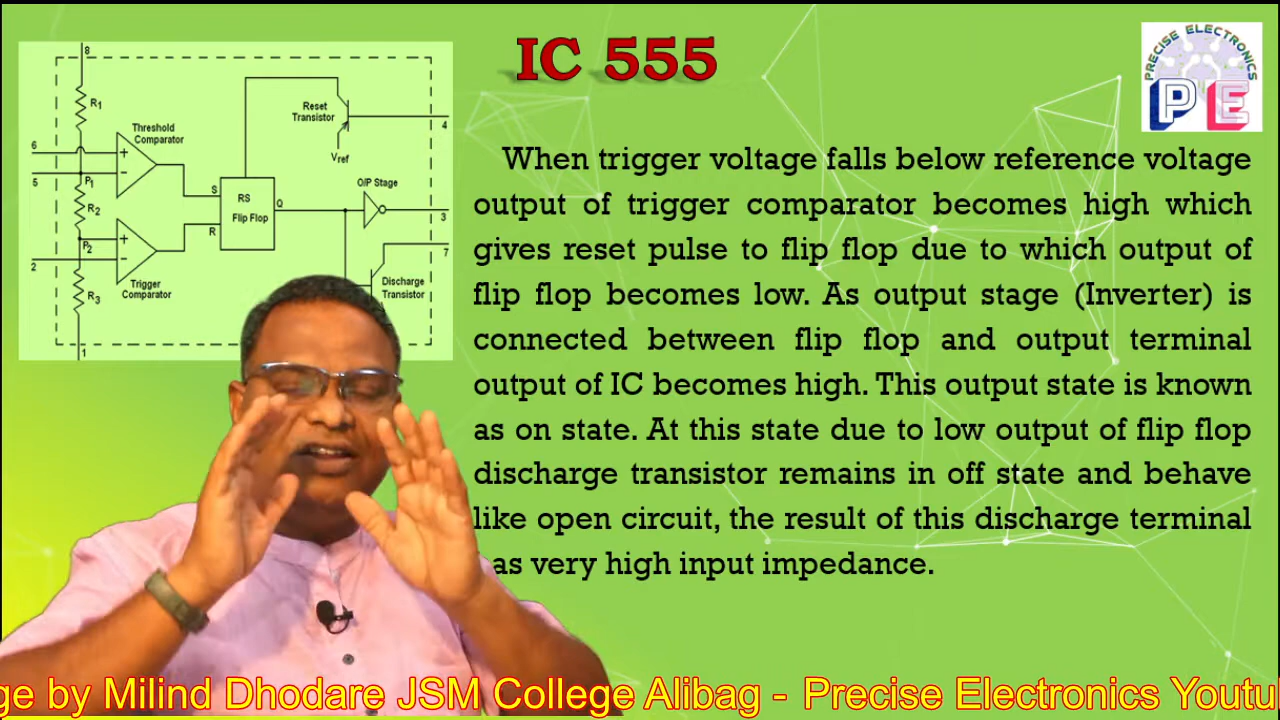 IC 555
PRECISE ELECTRONICS
P E
8
R1
Threshold
Comparator
Reset
Transistor
4
Vref
6
+
5
-
P1
S
RS
Flip Flop
Q
O/P Stage
3
R2
R
P2
+
-
2
7
Trigger
Comparator
Discharge
Transistor
R3
1
When trigger voltage falls below reference voltage
output of trigger comparator becomes high which
gives reset pulse to flip flop due to which output of
flip flop becomes low. As output stage (Inverter) is
connected between flip flop and output terminal
output of IC becomes high. This output state is known
as on state. At this state due to low output of flip flop
discharge transistor remains in off state and behave
like open circuit, the result of this discharge terminal
as very high input impedance.
ge by Milind Dhodare JSM College Alibag - Precise Electronics Youtu